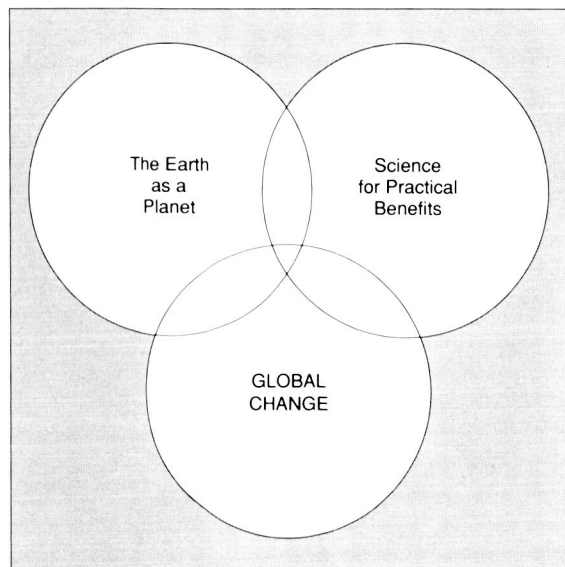 The Earth
as a
Planet
Science
for Practical
Benefits
GLOBAL
CHANGE